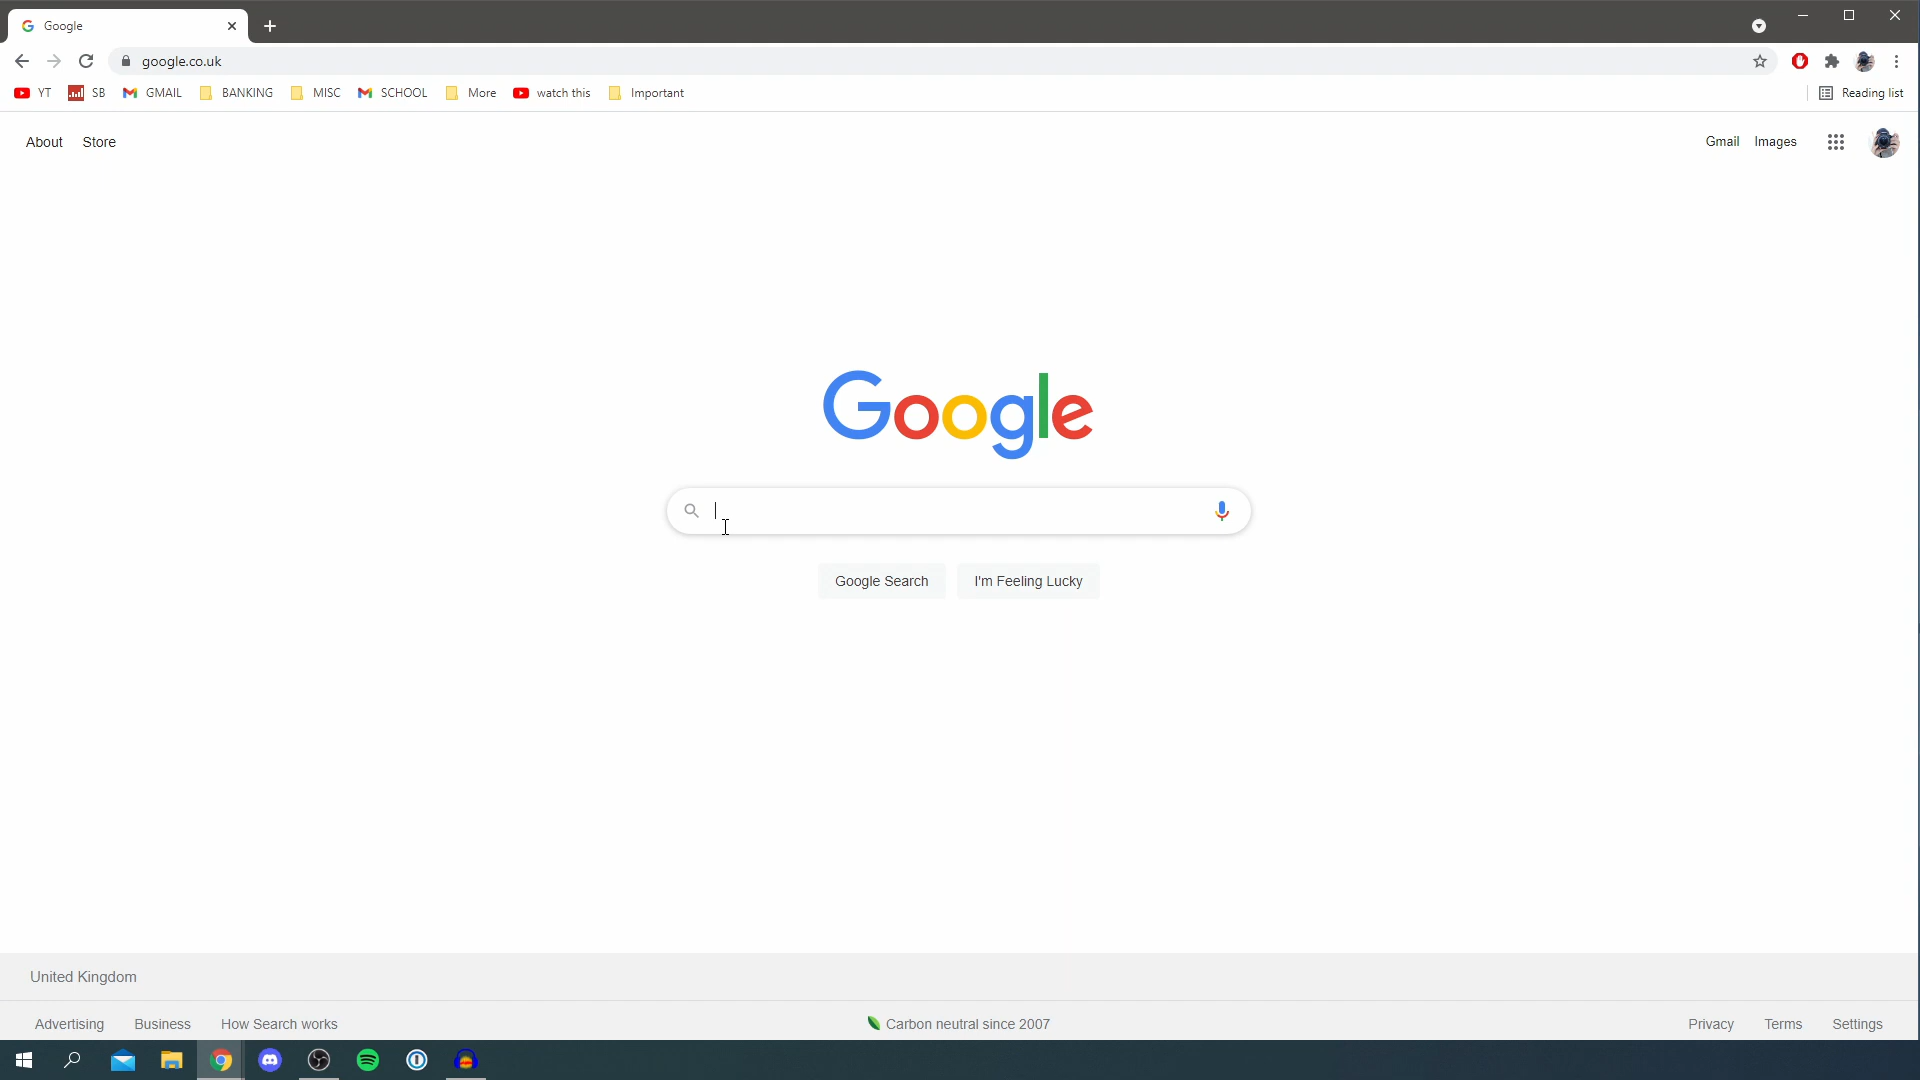 Google
google.co.uk
YT SB GMAIL BANKING MISC SCHOOL More watch this Important Reading list
About Store Gmail Images
Google
Google Search I'm Feeling Lucky
United Kingdom
Advertising Business How Search works Carbon neutral since 2007 Privacy Terms Settings